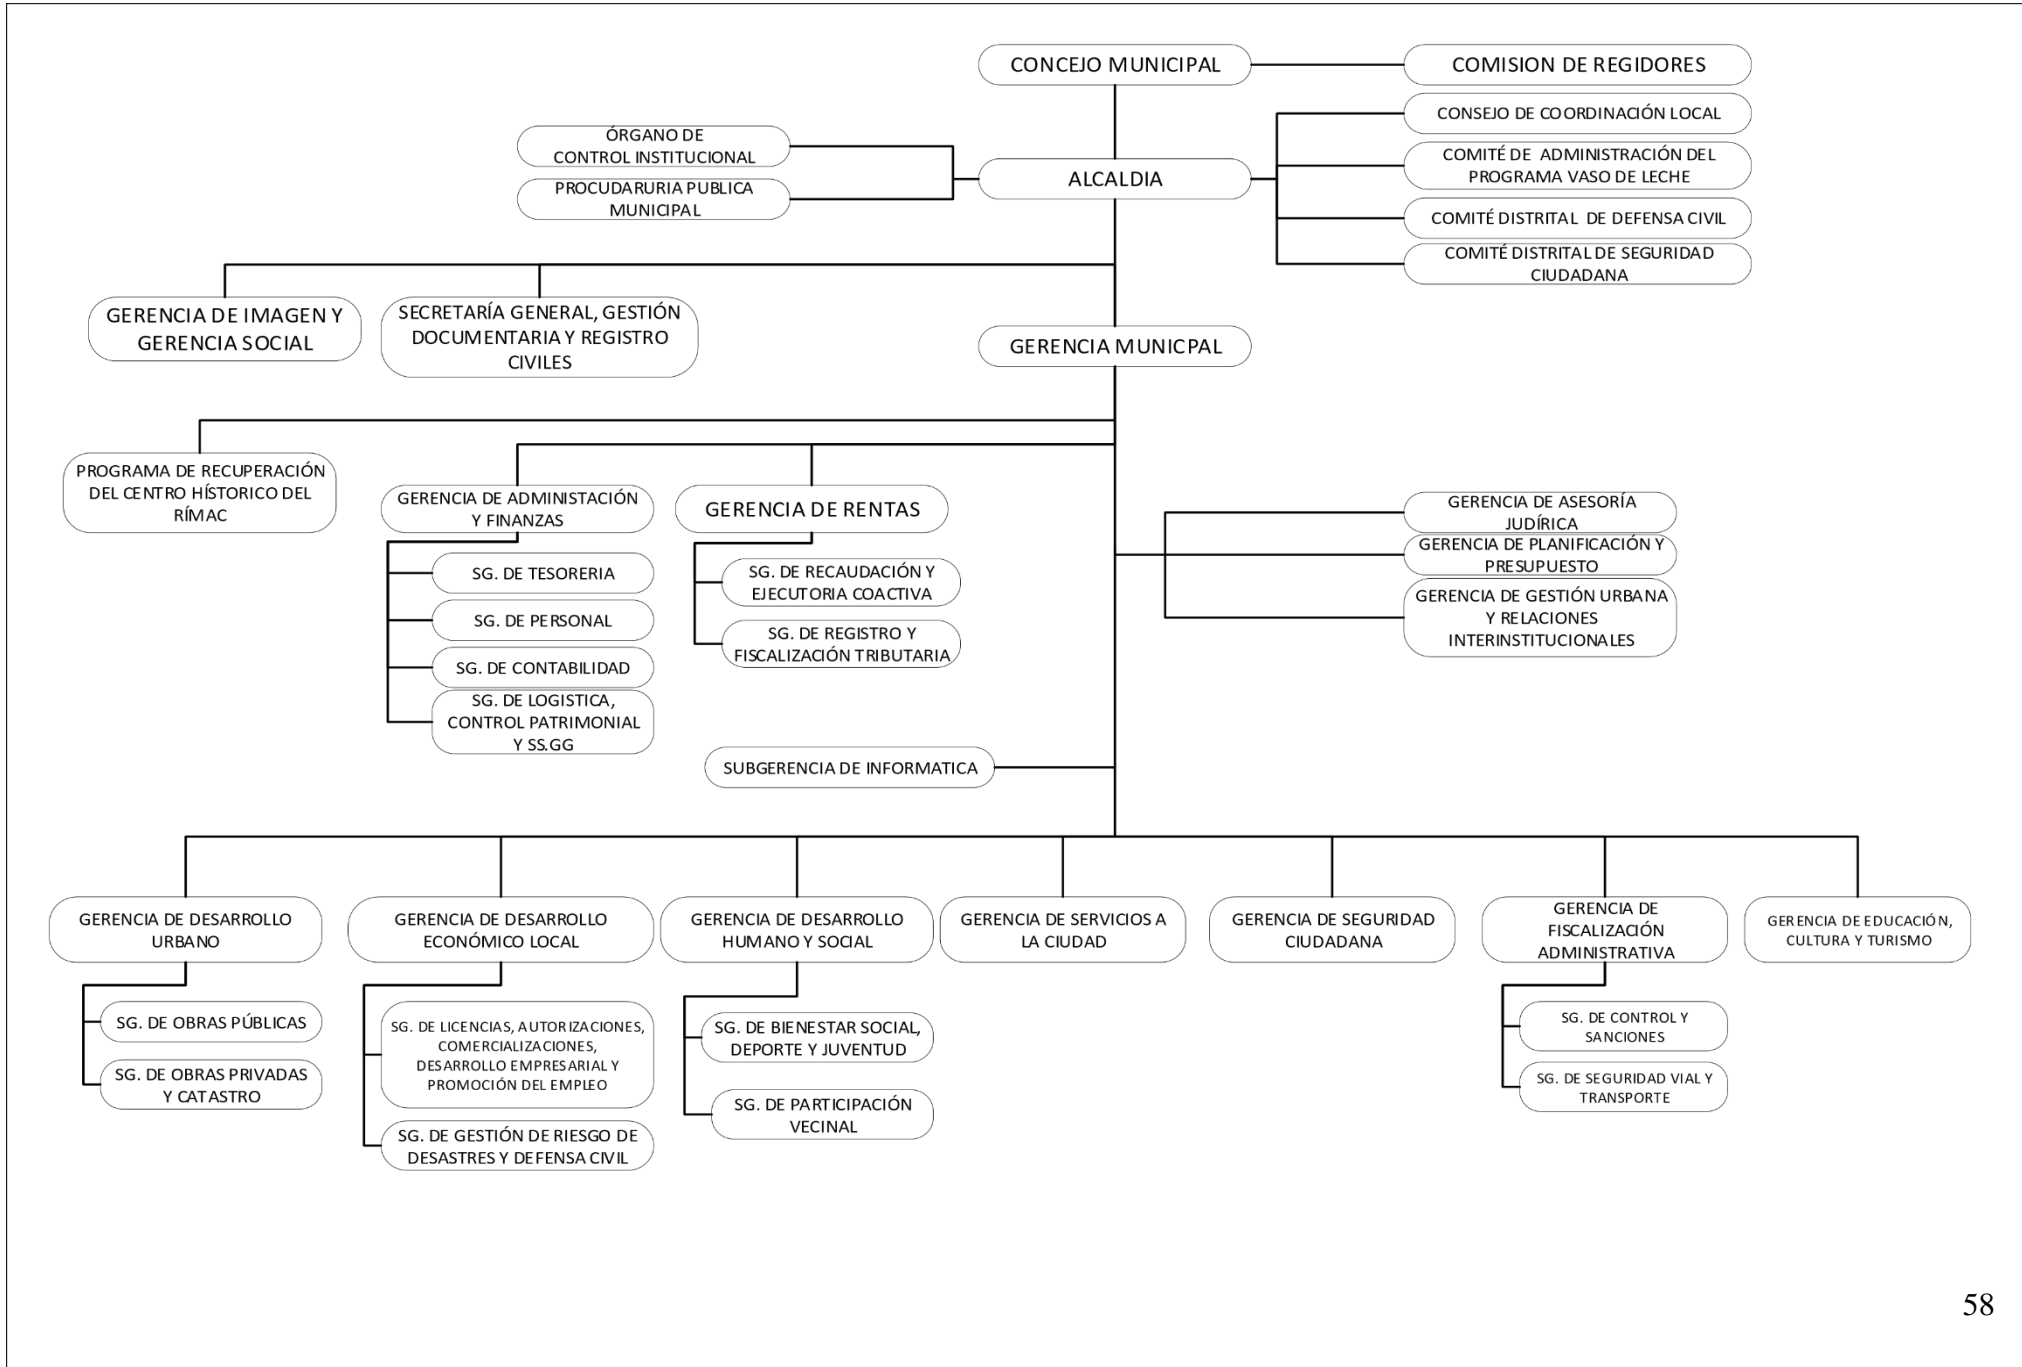 CONCEJO MUNICIPAL
COMISION DE REGIDORES
CONSEJO DE COORDINACIÓN LOCAL
ÓRGANO DE
CONTROL INSTITUCIONAL
COMITÉ DE ADMINISTRACIÓN DEL
PROGRAMA VASO DE LECHE
ALCALDIA
PROCUDARURIA PUBLICA
MUNICIPAL
COMITÉ DISTRITAL DE DEFENSA CIVIL
COMITÉ DISTRITAL DE SEGURIDAD
CIUDADANA
GERENCIA DE IMAGEN Y
GERENCIA SOCIAL
SECRETARÍA GENERAL, GESTIÓN
DOCUMENTARIA Y REGISTRO
CIVILES
GERENCIA MUNICPAL
PROGRAMA DE RECUPERACIÓN
DEL CENTRO HÍSTORICO DEL
RÍMAC
GERENCIA DE ADMINISTACIÓN
Y FINANZAS
SG. DE TESORERIA
SG. DE PERSONAL
SG. DE CONTABILIDAD
SG. DE LOGISTICA,
CONTROL PATRIMONIAL
Y SS.GG
GERENCIA DE RENTAS
SG. DE RECAUDACIÓN Y
EJECUTORIA COACTIVA
SG. DE REGISTRO Y
FISCALIZACIÓN TRIBUTARIA
GERENCIA DE ASESORÍA
JUDÍRICA
GERENCIA DE PLANIFICACIÓN Y
PRESUPUESTO
GERENCIA DE GESTIÓN URBANA
Y RELACIONES
INTERINSTITUCIONALES
SUBGERENCIA DE INFORMATICA
GERENCIA DE DESARROLLO
URBANO
SG. DE OBRAS PÚBLICAS
SG. DE OBRAS PRIVADAS
Y CATASTRO
GERENCIA DE DESARROLLO
ECONÓMICO LOCAL
SG. DE LICENCIAS, AUTORIZACIONES,
COMERCIALIZACIONES,
DESARROLLO EMPRESARIAL Y
PROMOCIÓN DEL EMPLEO
SG. DE GESTIÓN DE RIESGO DE
DESASTRES Y DEFENSA CIVIL
GERENCIA DE DESARROLLO
HUMANO Y SOCIAL
SG. DE BIENESTAR SOCIAL,
DEPORTE Y JUVENTUD
SG. DE PARTICIPACIÓN
VECINAL
GERENCIA DE SERVICIOS A
LA CIUDAD
GERENCIA DE SEGURIDAD
CIUDADANA
GERENCIA DE
FISCALIZACIÓN
ADMINISTRATIVA
SG. DE CONTROL Y
SANCIONES
SG. DE SEGURIDAD VIAL Y
TRANSPORTE
GERENCIA DE EDUCACIÓN,
CULTURA Y TURISMO
58